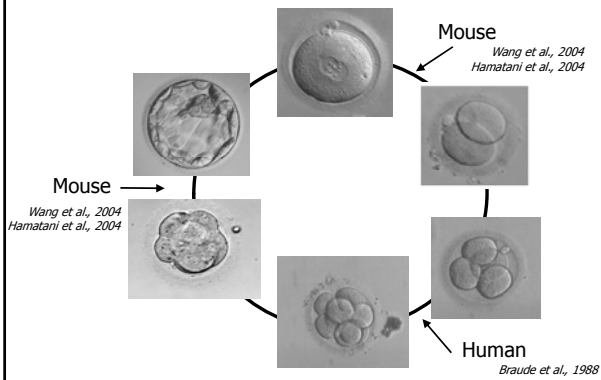 Mouse
Wang et al., 2004
Hamatani et al., 2004
Mouse
Wang et al., 2004
Hamatani et al., 2004
Human
Braude et al., 1988